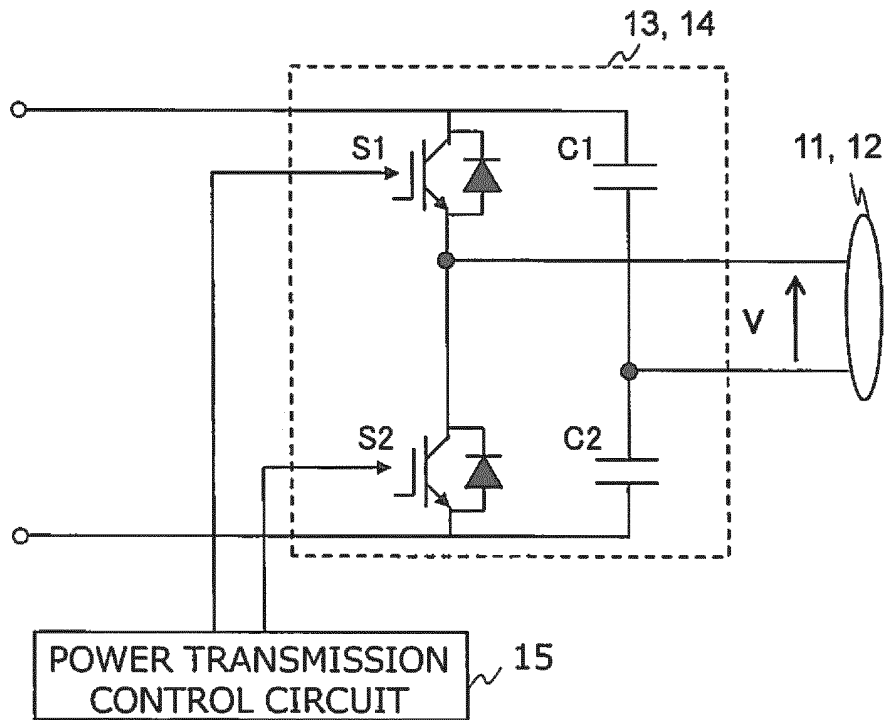 13, 14
S1
C1
11, 12
V
S2
C2
POWER TRANSMISSION
CONTROL CIRCUIT
15